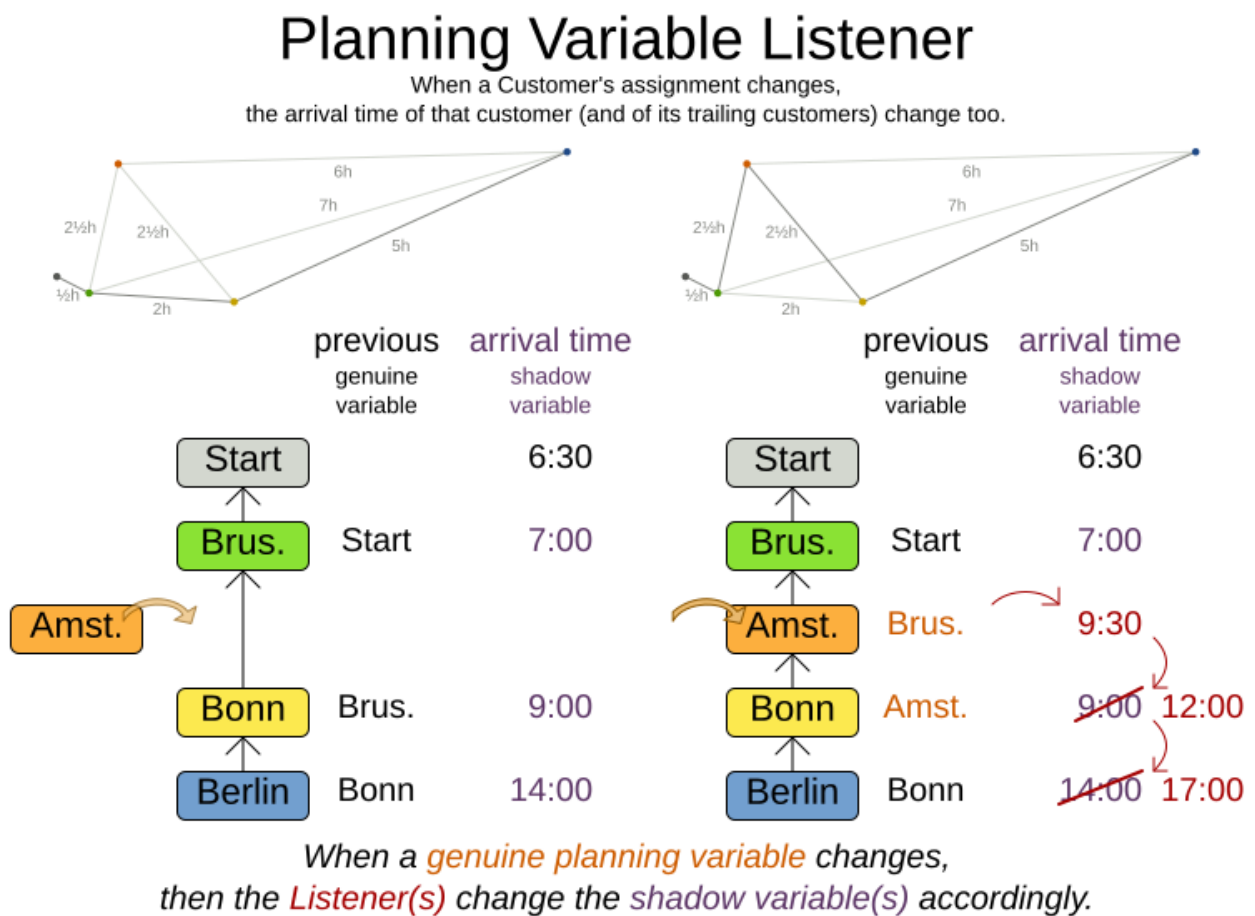 Planning Variable Listener
When a Customer's assignment changes,
the arrival time of that customer (and of its trailing customers) change too.
6h
7h
2½h
2½h
5h
½h
2h
6h
7h
2½h
2½h
5h
½h
2h
previous arrival time
genuine shadow
variable variable
Start 6:30
Brus. Start 7:00
Amst.
Bonn Brus. 9:00
Berlin Bonn 14:00
previous arrival time
genuine shadow
variable variable
Start 6:30
Brus. Start 7:00
Amst. Brus. 9:30
Bonn Amst. 9:00 12:00
Berlin Bonn 14:00 17:00
When a genuine planning variable changes,
then the Listener(s) change the shadow variable(s) accordingly.